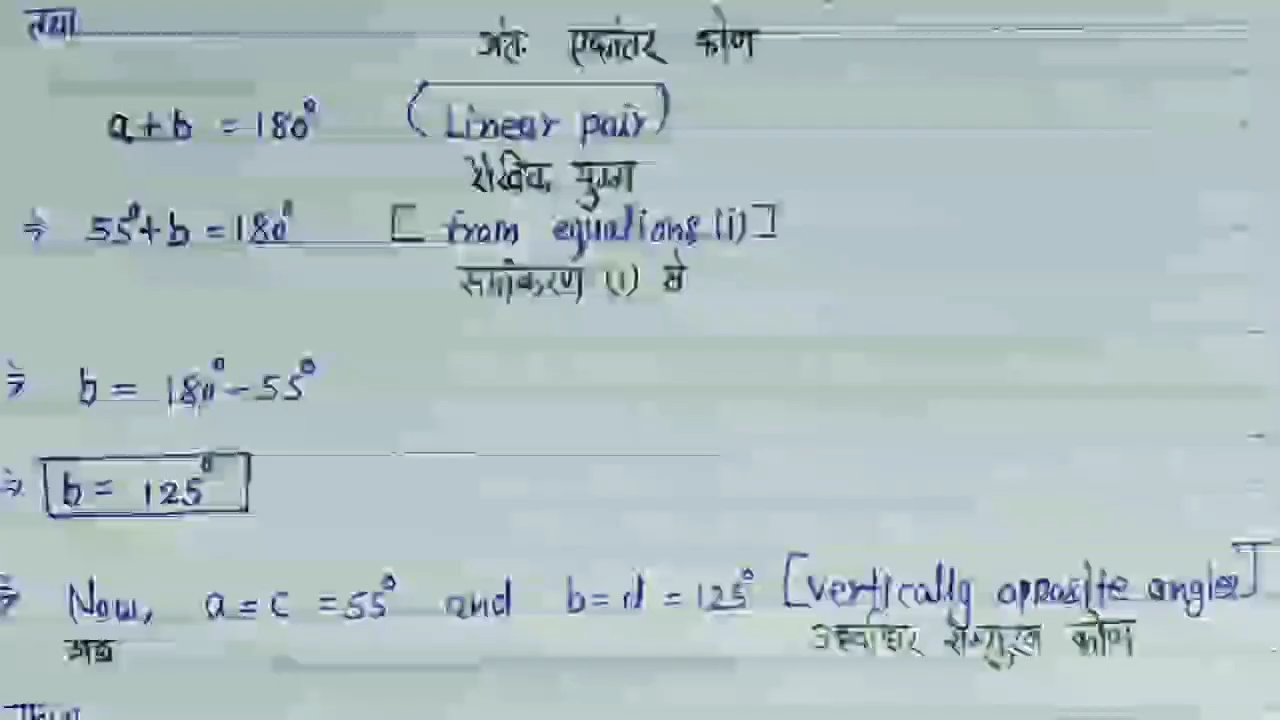 तथा
अंतः एकांतर कोण
a + b = 180° (Linear pair)
रैखिक युग्म
⇒ 55° + b = 180° [from equations (i)]
समीकरण (i) से
⇒ b = 180° - 55°
⇒ b = 125°
⇒ Now, a = c = 55° and b = d = 125° [vertically opposite angles]
अब कोण